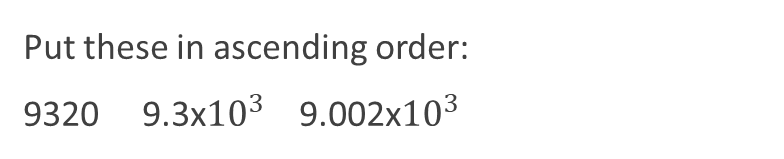 Put these in ascending order:
9320 9.3x10³ 9.002x10³